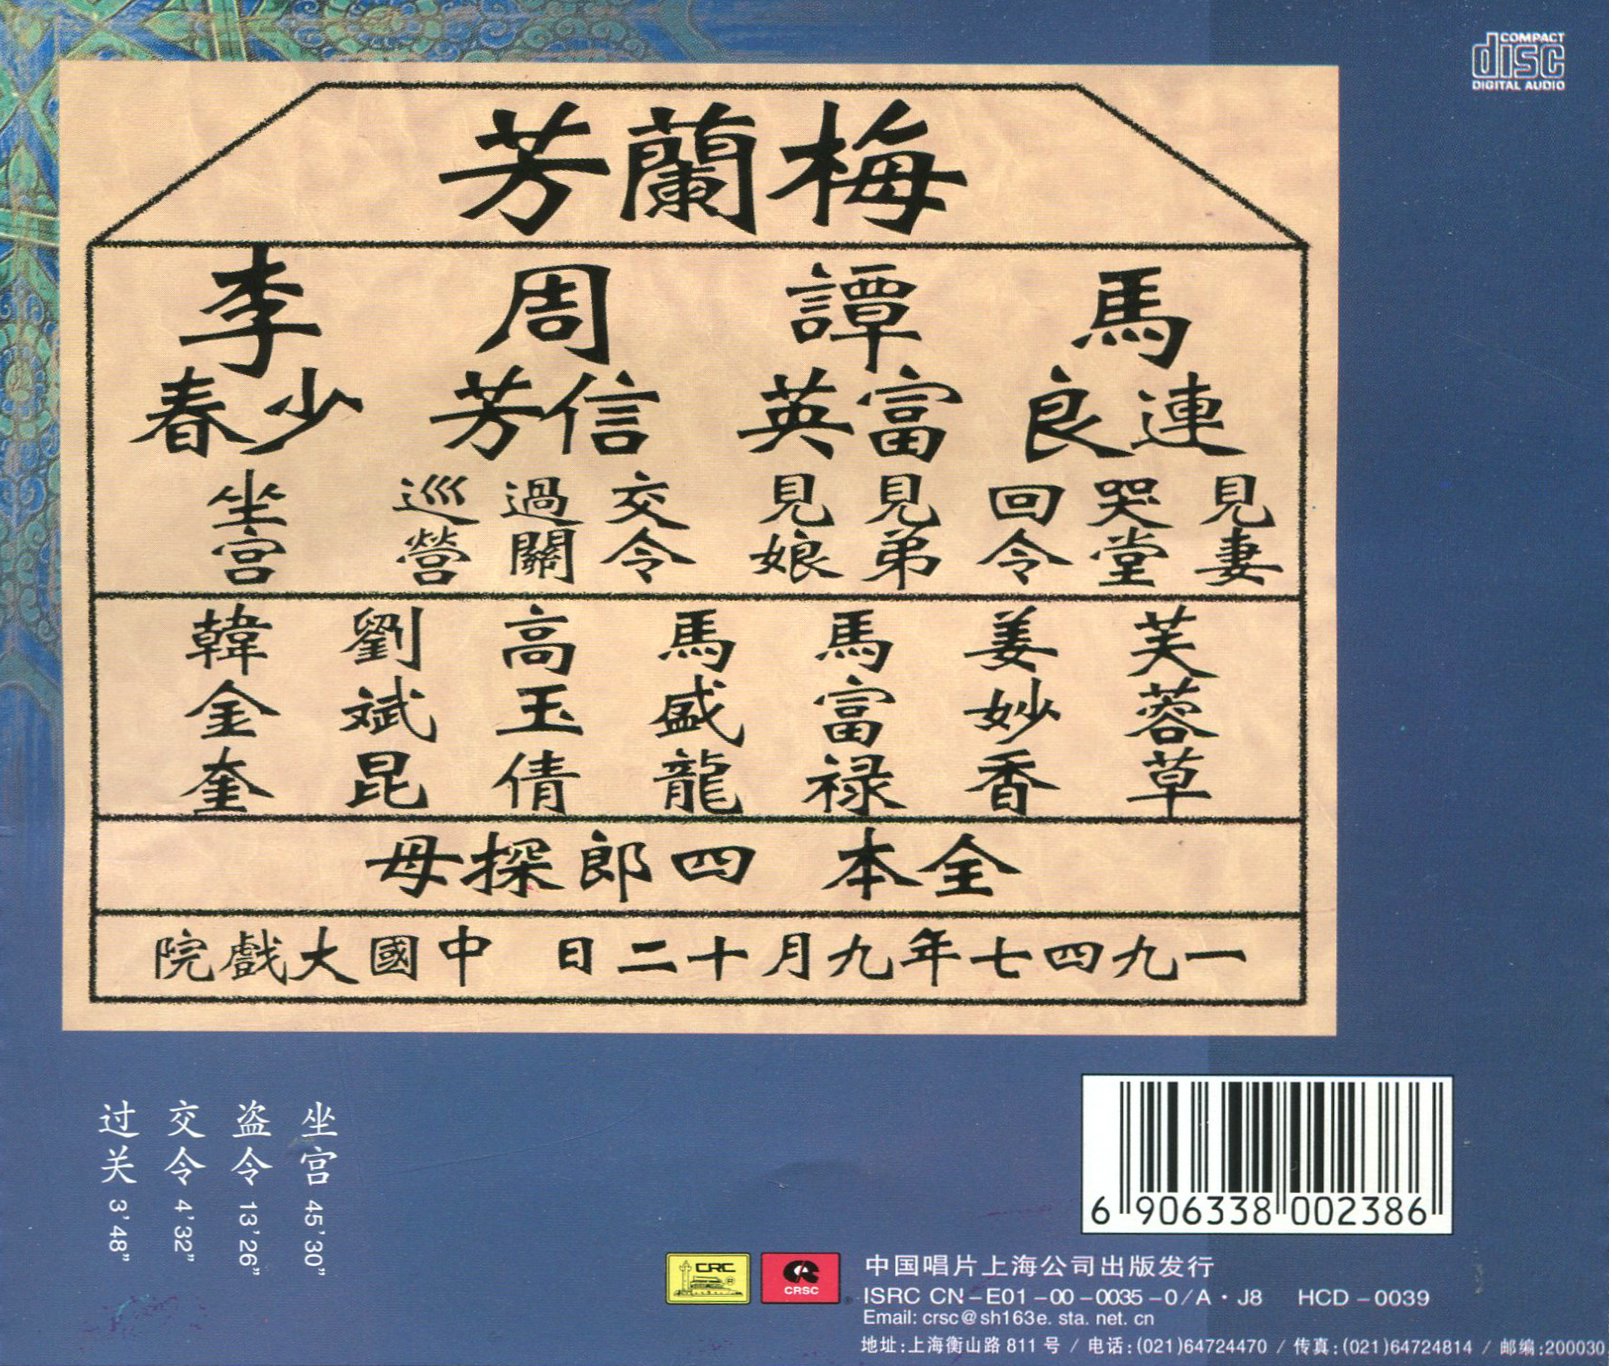 COMPACT
disc
DIGITAL AUDIO
梅蘭芳
馬連良
見妻
哭堂
回令
譚富英
見弟
見娘
周信芳
交令
過關
巡營
李少春
坐宮
芙蓉草
姜妙香
馬富禄
馬盛龍
高玉倩
劉斌昆
韓金奎
全本 四郎探母
一九四七年九月十二日 中國大戲院
坐宫 45'30"
盗令 13'26"
交令 4'32"
过关 3'48"
6 906338 002386
CRC
CRSC
中国唱片上海公司出版发行
ISRC CN-E01-00-0035-0/A·J8 HCD-0039
Email: crsc@sh163e. sta. net. cn
地址:上海衡山路 811 号 / 电话:(021)64724470 / 传真:(021)64724814 / 邮编:200030